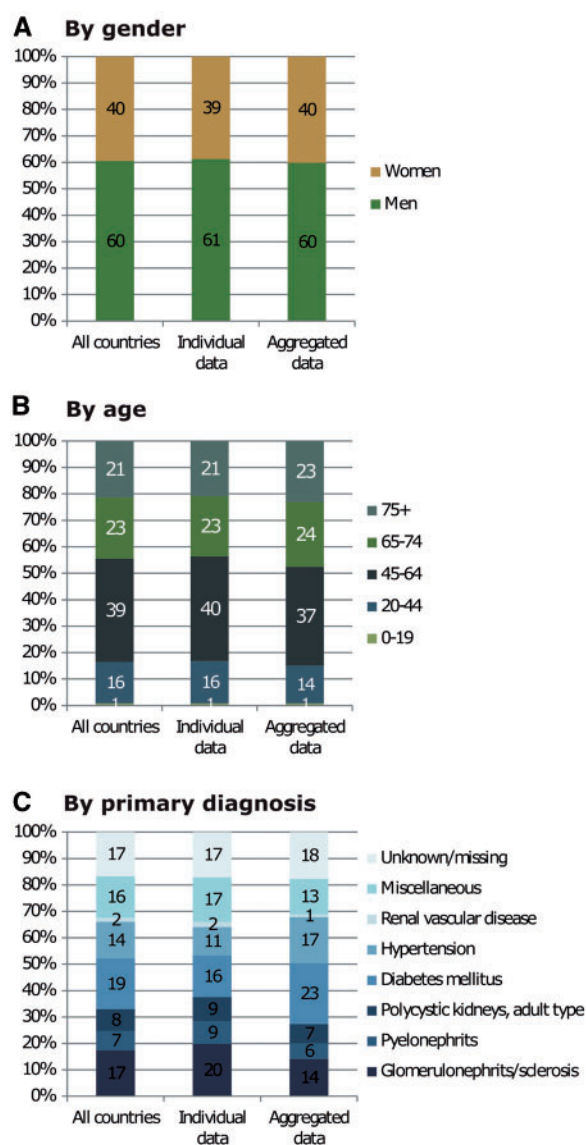 A By gender
100%
90%
80%
70%
60%
50%
40%
30%
20%
10%
0%
40 39 40
60 61 60
All countries Individual data Aggregated data
Women
Men
B By age
100%
90%
80%
70%
60%
50%
40%
30%
20%
10%
0%
21 21 23
23 23 24
39 40 37
16 16 14
1 1 1
All countries Individual data Aggregated data
75+
65-74
45-64
20-44
0-19
C By primary diagnosis
100%
90%
80%
70%
60%
50%
40%
30%
20%
10%
0%
17 17 18
16 17 13
2 2 1
14 11 17
19 16 23
8 9 7
7 9 6
17 20 14
All countries Individual data Aggregated data
Unknown/missing
Miscellaneous
Renal vascular disease
Hypertension
Diabetes mellitus
Polycystic kidneys, adult type
Pyelonephrits
Glomerulonephrits/sclerosis